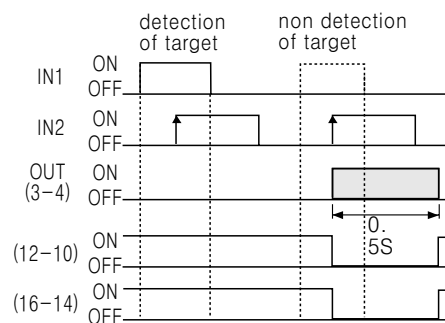 detection
of target
non detection
of target
IN1
ON
OFF
IN2
ON
OFF
OUT
(3-4)
ON
OFF
0.
5S
(12-10)
ON
OFF
(16-14)
ON
OFF